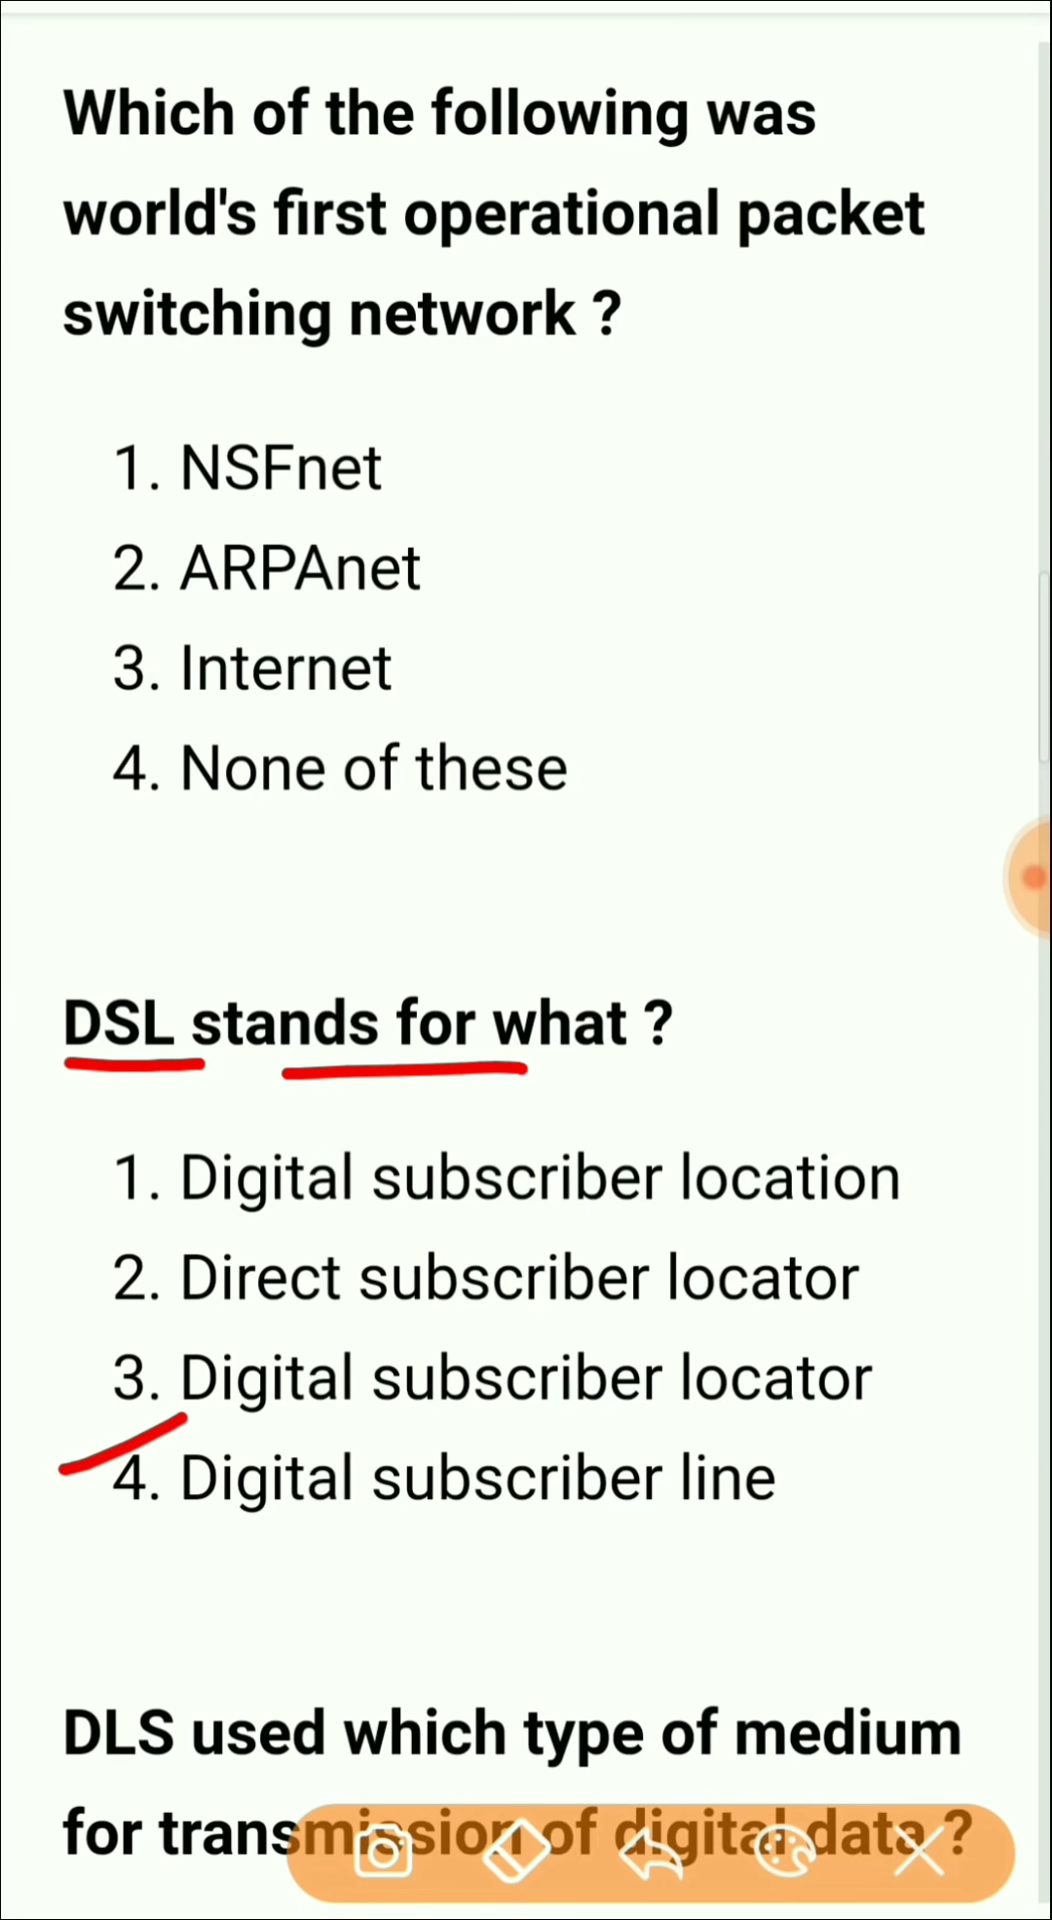 Which of the following was
world's first operational packet
switching network ?
1. NSFnet
2. ARPAnet
3. Internet
4. None of these
DSL stands for what ?
1. Digital subscriber location
2. Direct subscriber locator
3. Digital subscriber locator
4. Digital subscriber line
DLS used which type of medium
for transmission of digital data ?